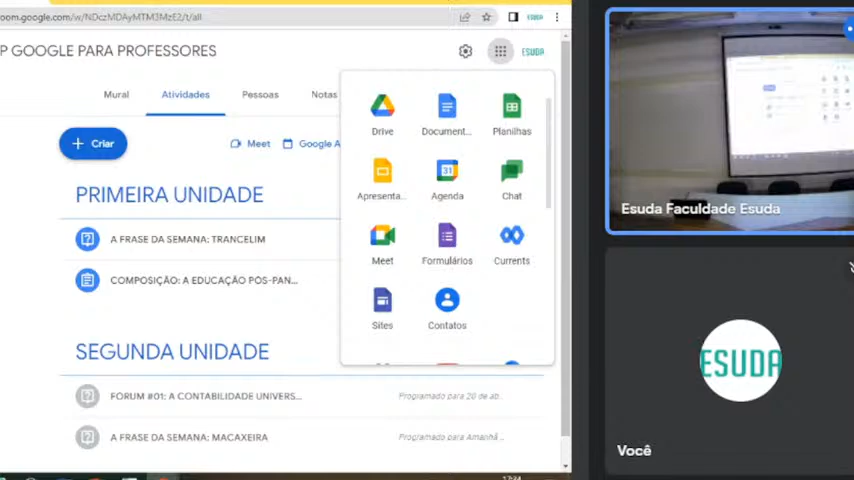 oom.google.com/w/NDczMDAyMTM3MzE2/t/all
ESUDA
P GOOGLE PARA PROFESSORES
ESUDA
Mural
Atividades
Pessoas
Notas
+ Criar
Meet
Google A
Drive
Document...
Planilhas
Apresenta...
31
Agenda
Chat
Meet
Formulários
Currents
Sites
Contatos
PRIMEIRA UNIDADE
A FRASE DA SEMANA: TRANCELIM
COMPOSIÇÃO: A EDUCAÇÃO PÓS-PAN...
SEGUNDA UNIDADE
FORUM #01: A CONTABILIDADE UNIVERS...
Programado para 20 de ab...
A FRASE DA SEMANA: MACAXEIRA
Programado para Amanhã ...
Esuda Faculdade Esuda
ESUDA
Você